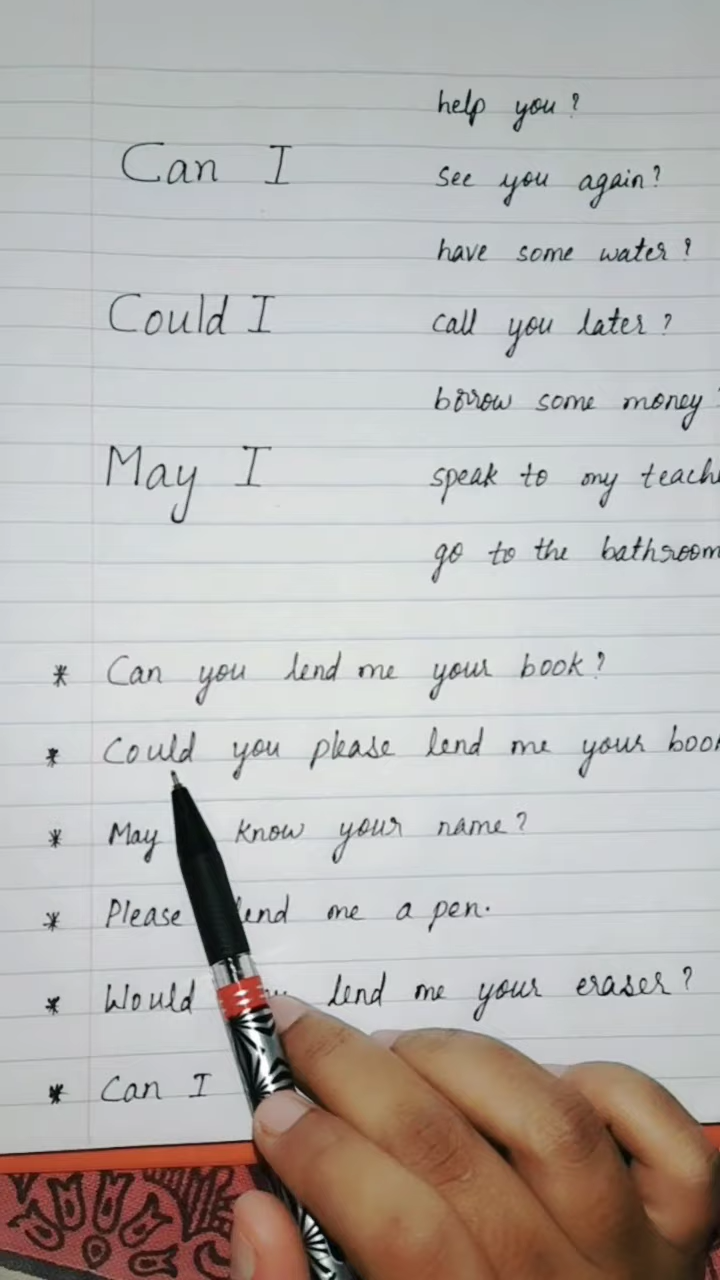 help you?
Can I
see you again?
have some water?
Could I
call you later?
borrow some money?
May I
speak to my
go to the bathroom
* Can you lend me your book?
* Could you please lend me your
* May know your name?
* Please lend me a pen.
* Would lend me your eraser?
* Can I